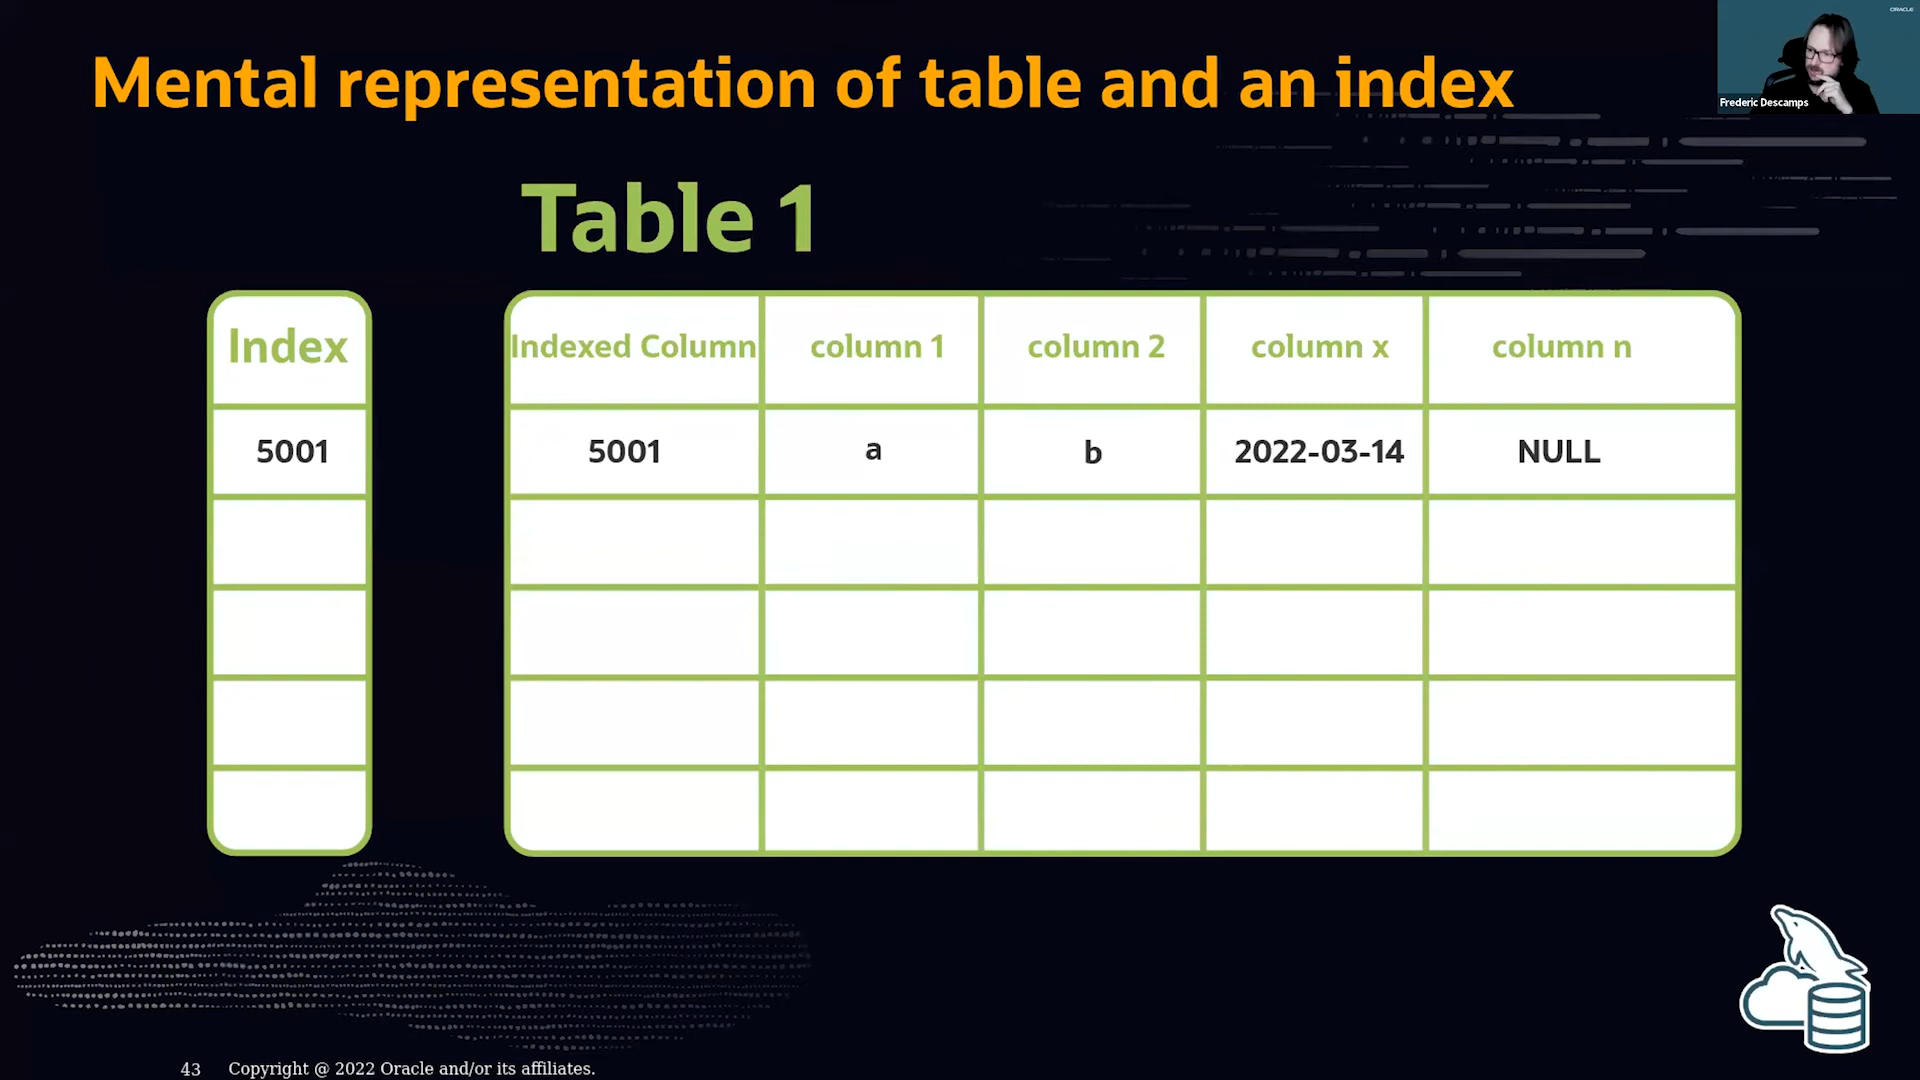 Mental representation of table and an index
ORACLE
Frederic Descamps
Table 1
Index
Indexed Column column 1 column 2 column x column n
5001
5001 a b 2022-03-14 NULL
43 Copyright @ 2022 Oracle and/or its affiliates.